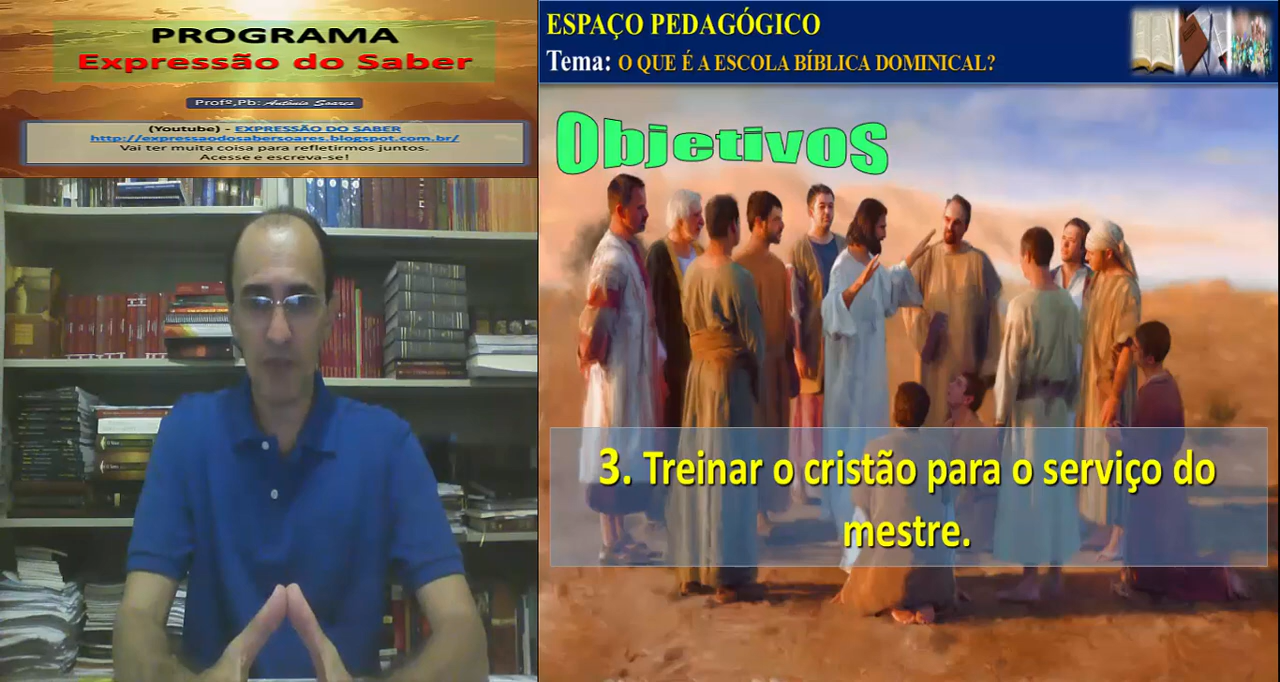 PROGRAMA
Expressão do Saber
Profº,Pb: Antônio Soares
(Youtube) - EXPRESSÃO DO SABER
http://expressaodosabersoares.blogspot.com.br/
Vai ter muita coisa para refletirmos juntos.
Acesse e escreva-se!
ESPAÇO PEDAGÓGICO
Tema: O QUE É A ESCOLA BÍBLICA DOMINICAL?
Objetivos
3. Treinar o cristão para o serviço do
mestre.